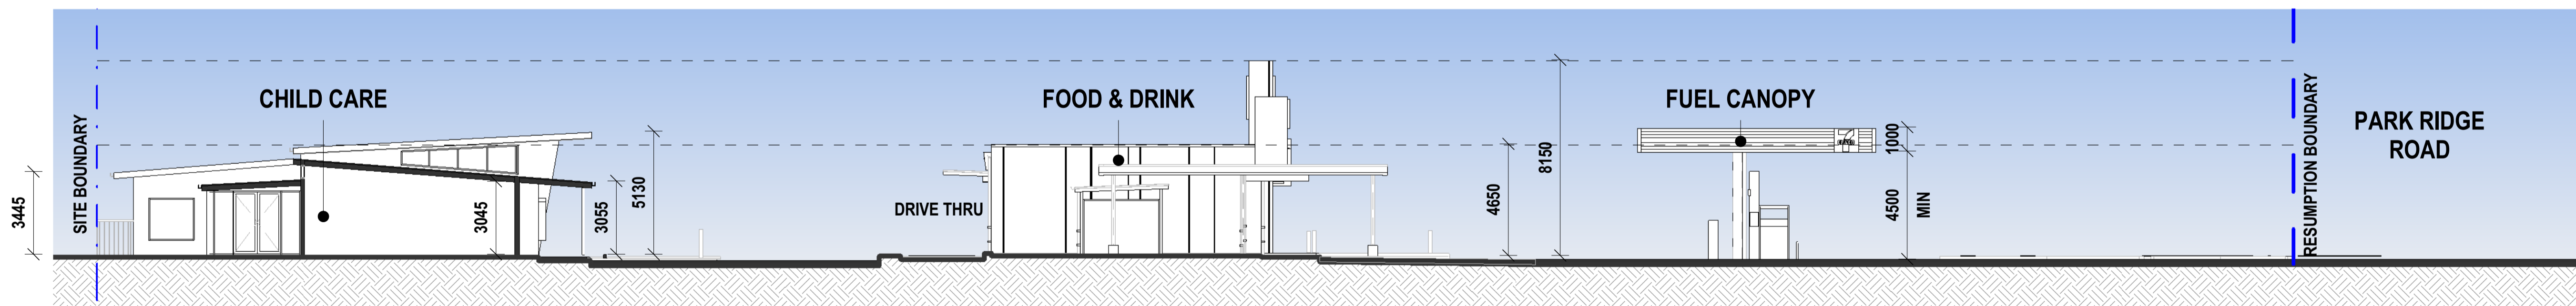 3445
SITE BOUNDARY
CHILD CARE
3045
3055
5130
DRIVE THRU
FOOD & DRINK
4650
8150
FUEL CANOPY
7
1000
4500
MIN
RESUMPTION BOUNDARY
PARK RIDGE
ROAD